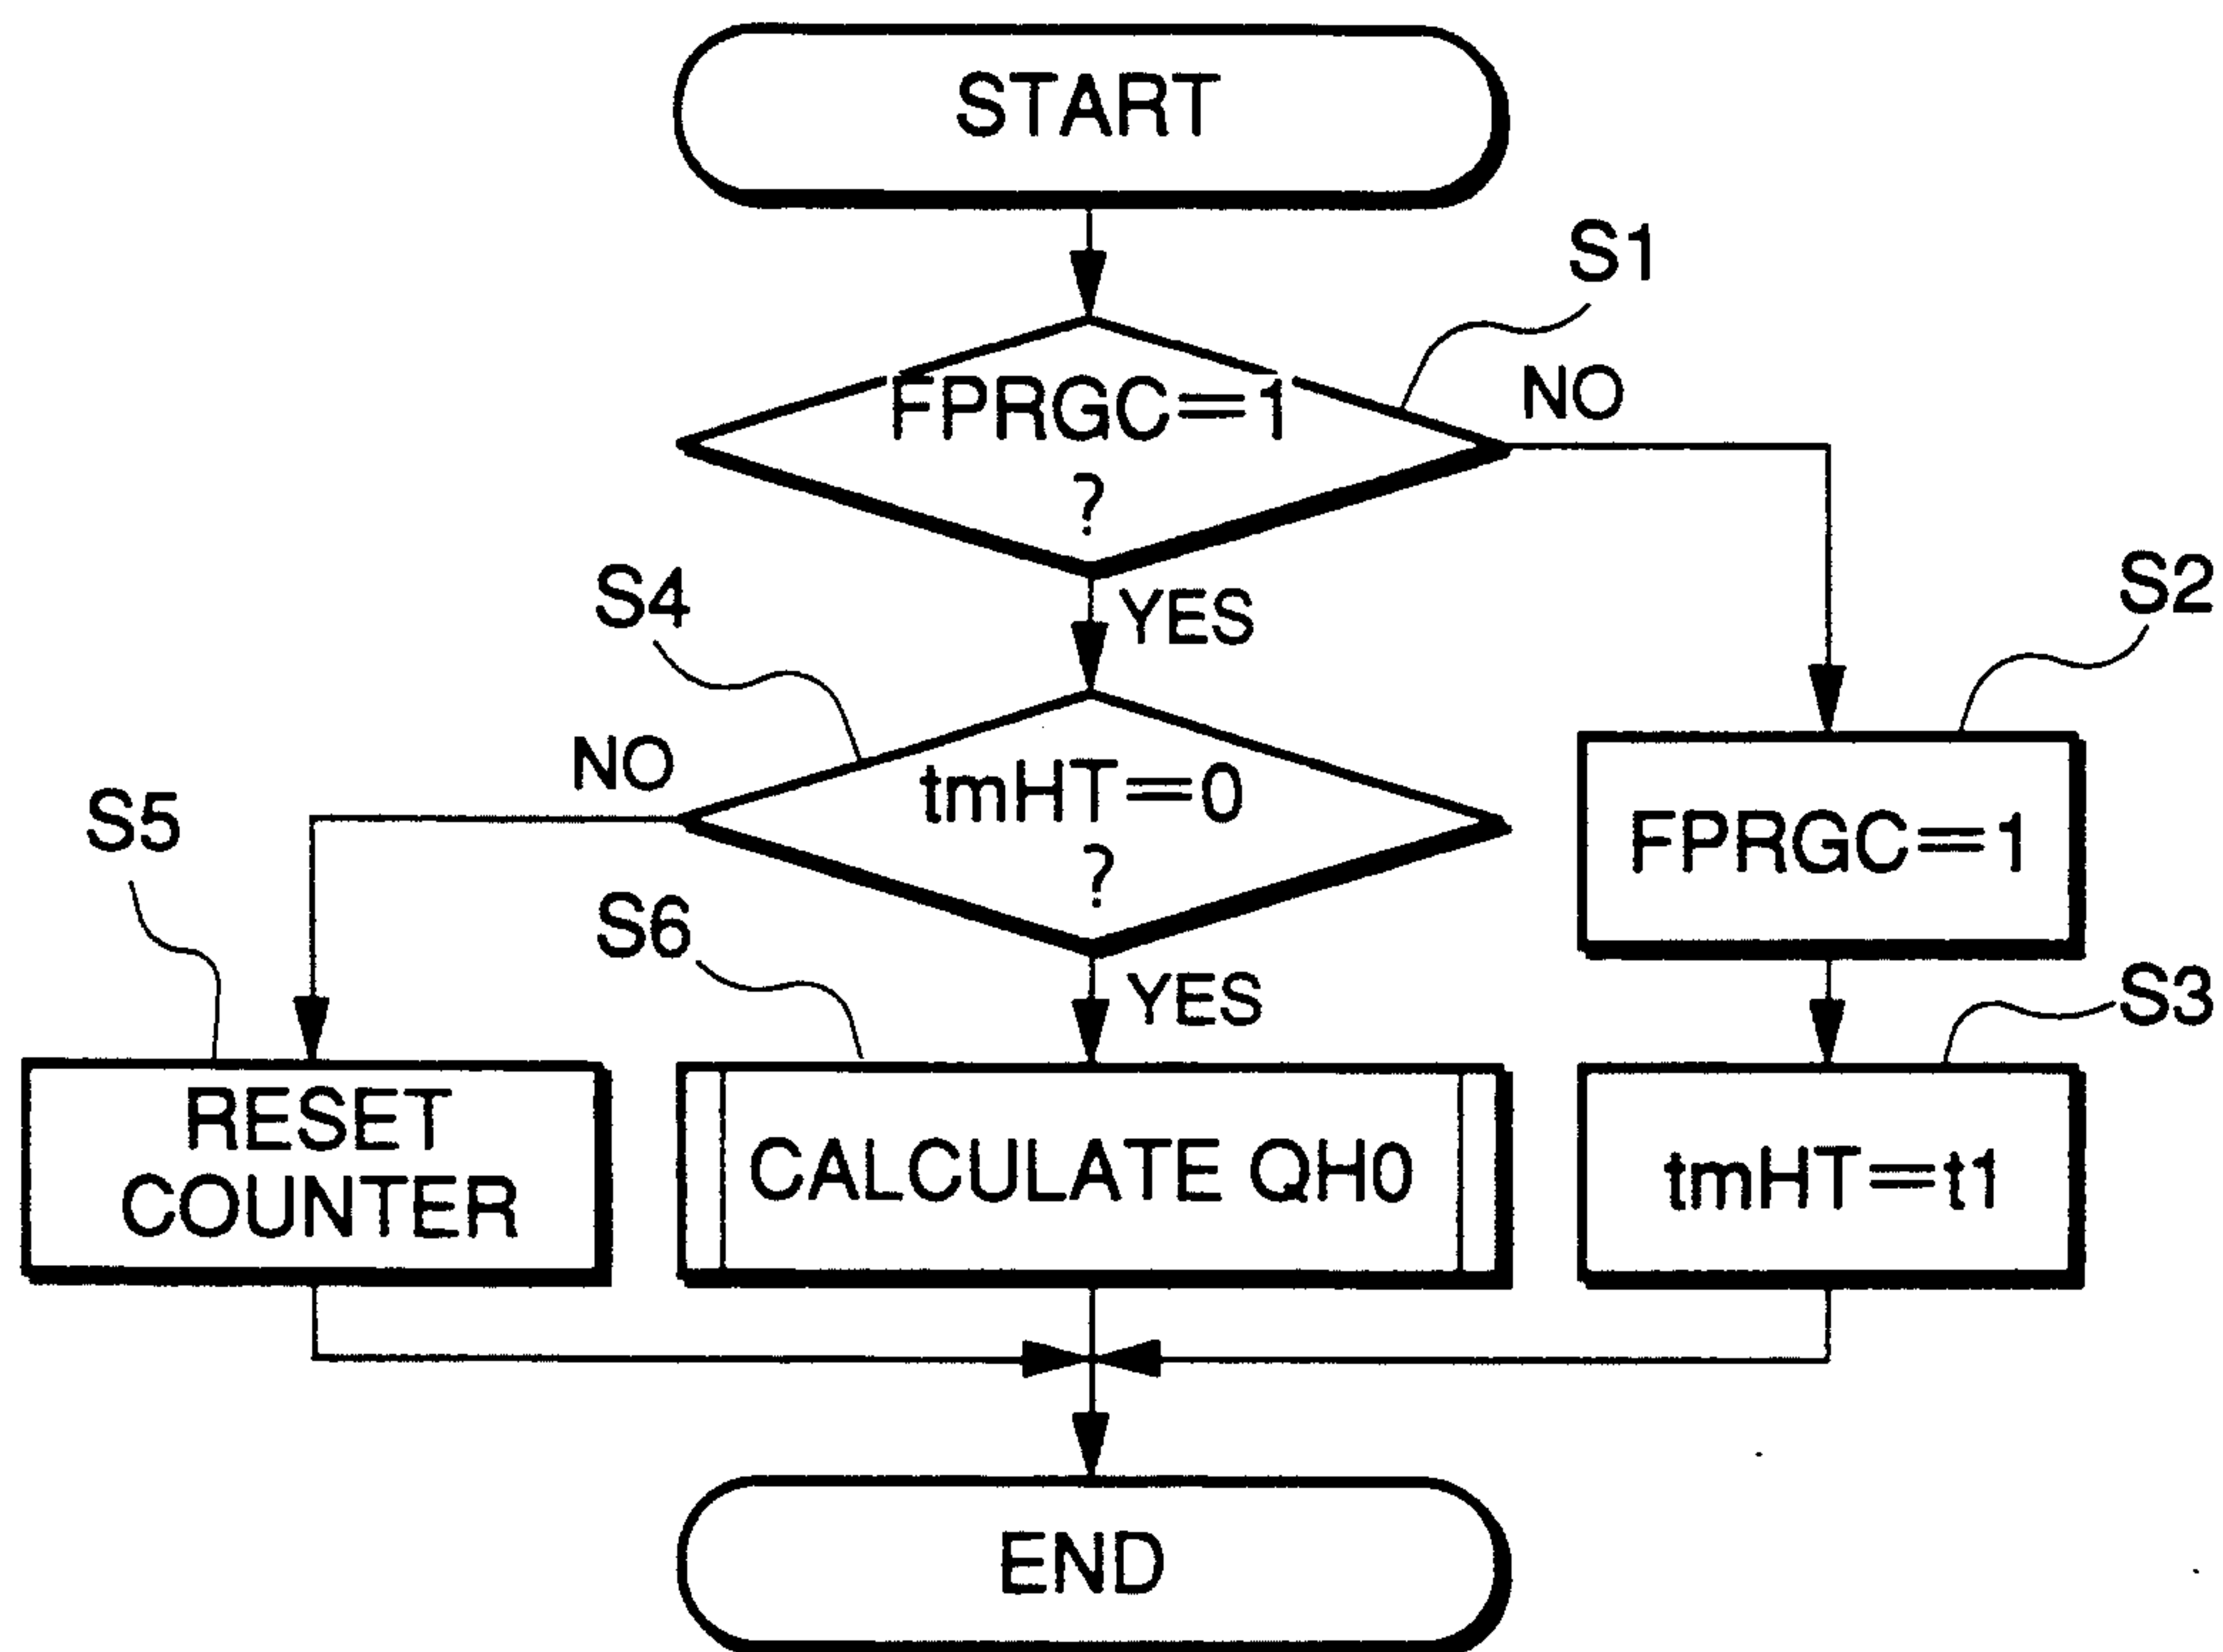 START
S1
FPRGC=1
?
NO
YES
S2
FPRGC=1
S4
NO
tmHT=0
?
YES
S5
S6
S3
RESET
COUNTER
CALCULATE QH0
tmHT=t1
END